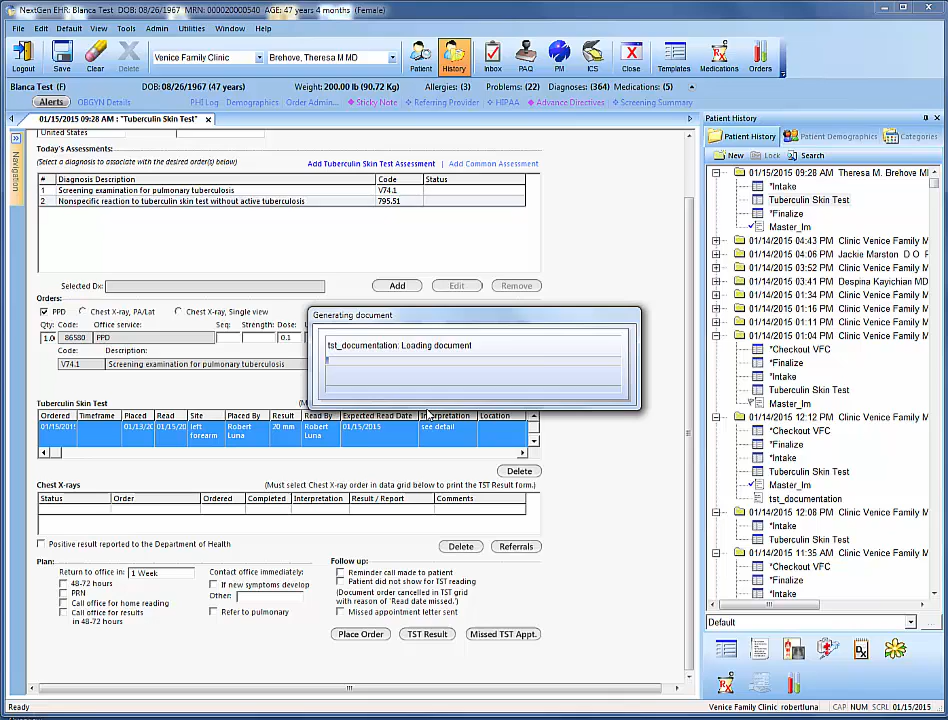 NextGen EHR: Blanca Test DOB: 08/26/1967 MRN: 000020000540 AGE: 47 years 4 months (Female)
File Edit Default View Tools Admin Utilities Window Help
Venice Family Clinic Brehove, Theresa M MD
Logout Save Clear Delete Patient History Inbox PAQ PM ICS Close Templates Medications Orders
Blanca Test (F) DOB: 08/26/1967 (47 years) Weight: 200.00 lb (90.72 Kg) Allergies: (3) Problems: (22) Diagnoses: (364) Medications: (5)
Alerts OBGYN Details PHI Log Demographics Order Admin... Sticky Note Referring Provider HIPAA Advance Directives Screening Summary
01/15/2015 09:28 AM : "Tuberculin Skin Test" x
Navigation
United States
Today's Assessments:
(Select a diagnosis to associate with the desired order(s) below) Add Tuberculin Skin Test Assessment | Add Common Assessment
# Diagnosis Description Code Status
1 Screening examination for pulmonary tuberculosis V74.1
2 Nonspecific reaction to tuberculin skin test without active tuberculosis 795.51
Selected Dx: Add Edit Remove
Orders:
PPD Chest X-ray, PA/Lat Chest X-ray, Single view
Qty: Code: Office service: Seq: Strength: Dose:
1.0 86580 PPD 0.1
Code: Description:
V74.1 Screening examination for pulmonary tuberculosis
Generating document
tst_documentation: Loading document
Tuberculin Skin Test (M
Ordered Timeframe Placed Read Site Placed By Result Read By Expected Read Date Interpretation Location
01/15/201 01/13/20 01/15/20 left forearm Robert Luna 20 mm Robert Luna 01/15/2015 see detail
Delete
Chest X-rays (Must select Chest X-ray order in data grid below to print the TST Result form.)
Status Order Ordered Completed Interpretation Result / Report Comments
Positive result reported to the Department of Health Delete Referrals
Plan:
Return to office in: 1 Week
48-72 hours
PRN
Call office for home reading
Call office for results
in 48-72 hours
Contact office immediately:
If new symptoms develop
Other:
Refer to pulmonary
Follow up:
Reminder call made to patient
Patient did not show for TST reading
(Document order cancelled in TST grid
with reason of 'Read date missed.')
Missed appointment letter sent
Place Order TST Result Missed TST Appt.
Patient History
Patient History Patient Demographics Categories
New Lock Search
01/15/2015 09:28 AM Theresa M. Brehove M
*Intake
Tuberculin Skin Test
*Finalize
Master_Im
01/14/2015 04:43 PM Clinic Venice Family M
01/14/2015 04:06 PM Jackie Marston D O P
01/14/2015 03:52 PM Clinic Venice Family M
01/14/2015 03:41 PM Despina Kayichian MD
01/14/2015 01:34 PM Clinic Venice Family M
01/14/2015 01:16 PM Clinic Venice Family M
01/14/2015 01:11 PM Clinic Venice Family M
01/14/2015 01:04 PM Clinic Venice Family M
*Checkout VFC
*Finalize
*Intake
Tuberculin Skin Test
Master_Im
01/14/2015 12:12 PM Clinic Venice Family M
*Checkout VFC
*Finalize
*Intake
Tuberculin Skin Test
Master_Im
tst_documentation
01/14/2015 12:08 PM Clinic Venice Family M
*Intake
Tuberculin Skin Test
01/14/2015 11:35 AM Clinic Venice Family M
*Checkout VFC
*Finalize
*Intake
Default
Ready Venice Family Clinic robertluna CAP NUM SCRL 01/15/2015